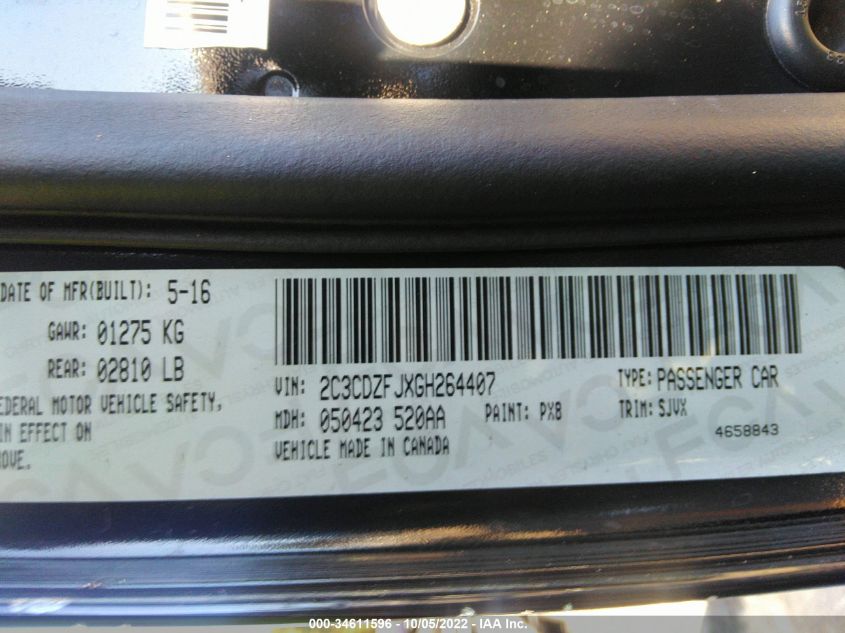 DATE OF MFR(BUILT): 5-16
GAWR: 01275 KG
REAR: 02810 LB
FEDERAL MOTOR VEHICLE SAFETY,
IN EFFECT ON
VIN: 2C3CDZFJXGH264407
TYPE: PASSENGER CAR
MDH: 050423 520AA
PAINT: PX8
TRIM: SJVX
VEHICLE MADE IN CANADA
4658843
000-34611596 - 10/05/2022 - IAA Inc.